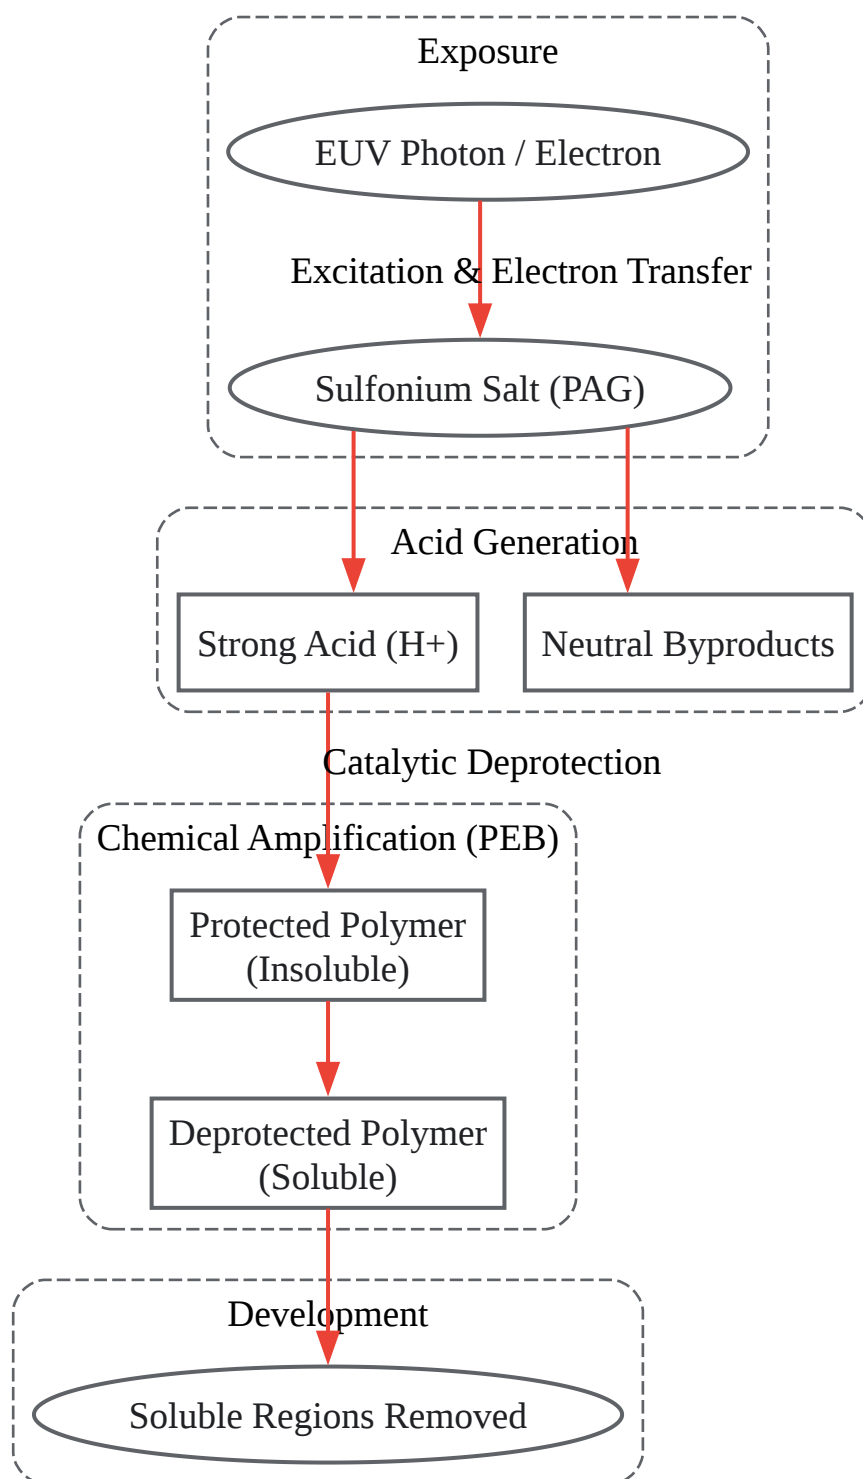 Exposure
EUV Photon / Electron
Excitation & Electron Transfer
Sulfonium Salt (PAG)
Acid Generation
Strong Acid (H+)
Neutral Byproducts
Catalytic Deprotection
Chemical Amplification (PEB)
Protected Polymer
(Insoluble)
Deprotected Polymer
(Soluble)
Development
Soluble Regions Removed